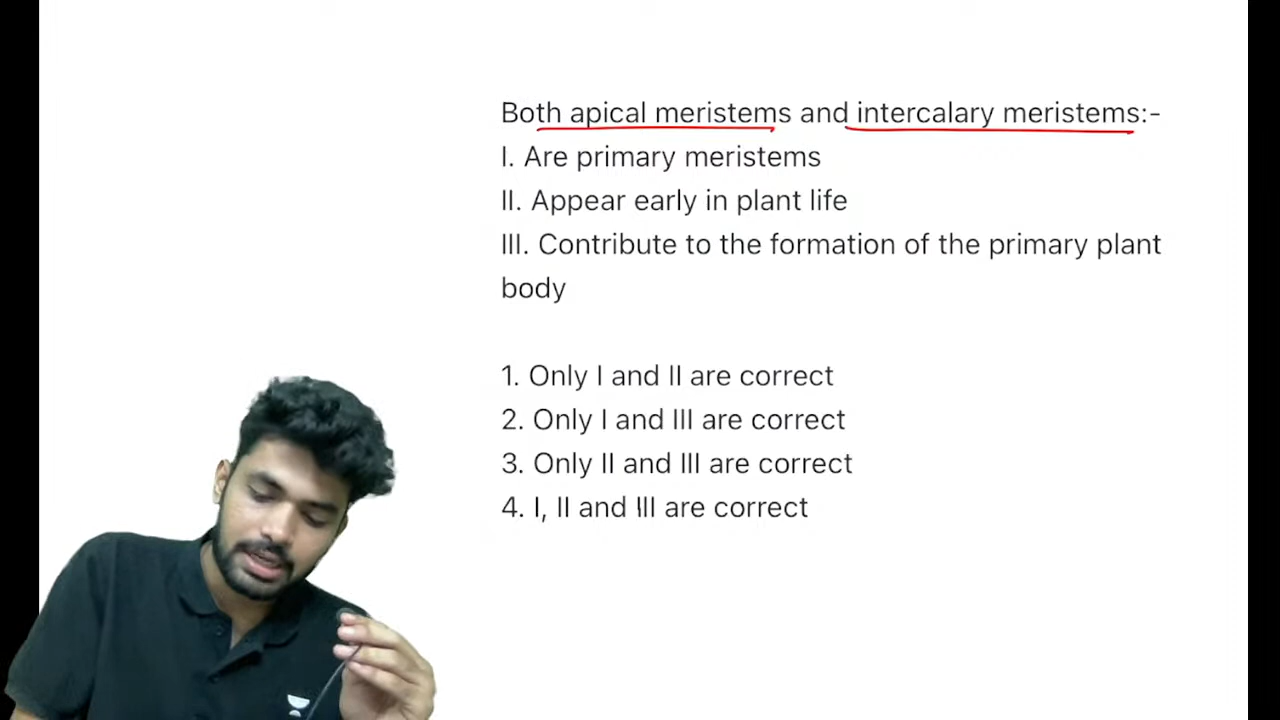 Both apical meristems and intercalary meristems:-
I. Are primary meristems
II. Appear early in plant life
III. Contribute to the formation of the primary plant
body
1. Only I and II are correct
2. Only I and III are correct
3. Only II and III are correct
4. I, II and III are correct